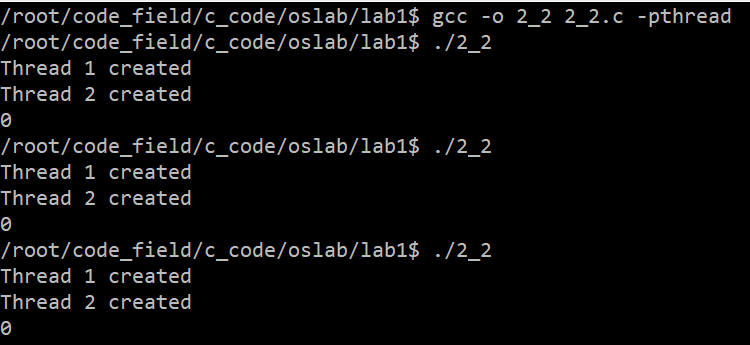 /root/code_field/c_code/oslab/lab1$ gcc -o 2_2 2_2.c -pthread
/root/code_field/c_code/oslab/lab1$ ./2_2
Thread 1 created
Thread 2 created
0
/root/code_field/c_code/oslab/lab1$ ./2_2
Thread 1 created
Thread 2 created
0
/root/code_field/c_code/oslab/lab1$ ./2_2
Thread 1 created
Thread 2 created
0